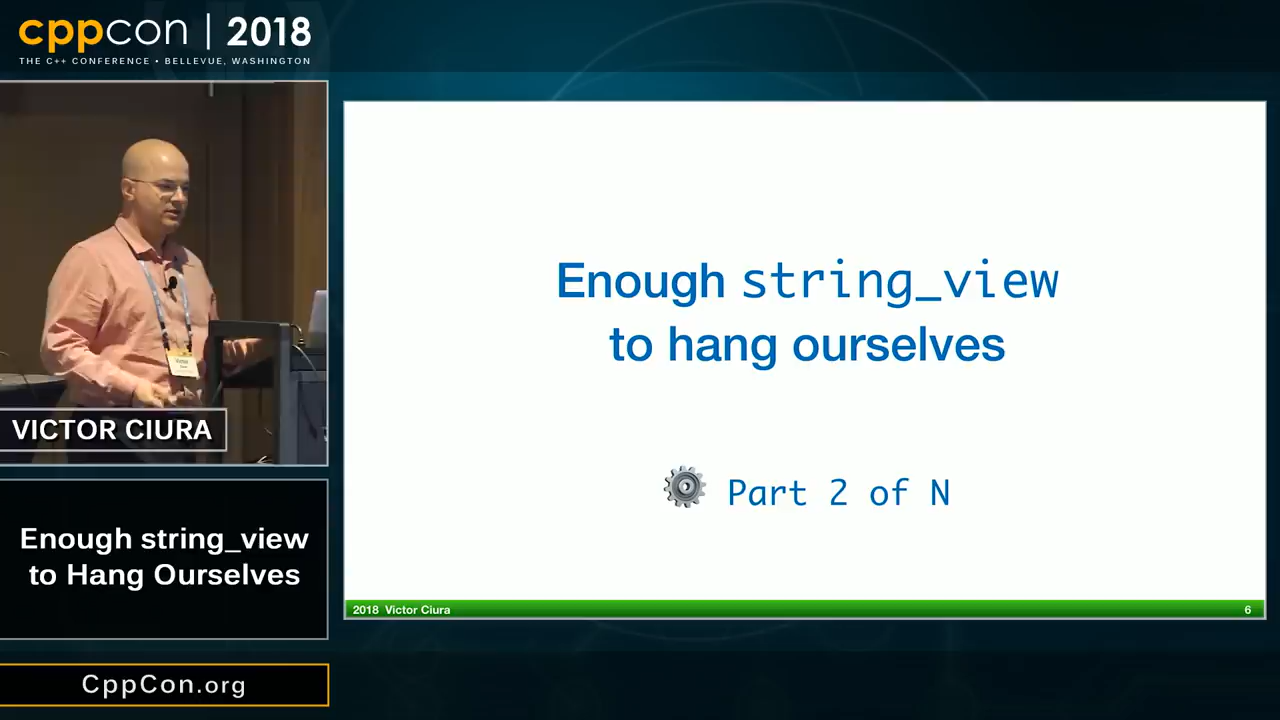 cppcon | 2018
THE C++ CONFERENCE • BELLEVUE, WASHINGTON
VICTOR CIURA
Enough string_view
to Hang Ourselves
CppCon.org
Enough string_view
to hang ourselves
Part 2 of N
2018 Victor Ciura
6